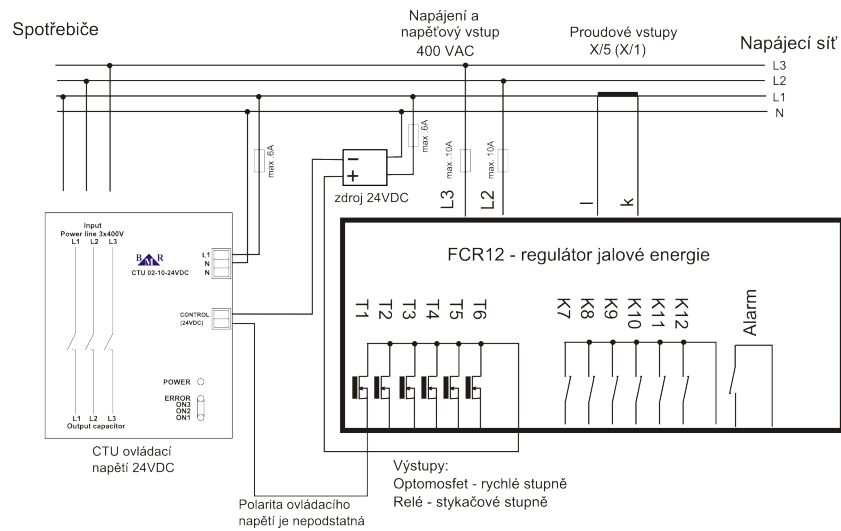 Spotřebiče
Napájení a
napěťový vstup
400 VAC
Proudové vstupy
X/5 (X/1)
Napájecí síť
L3
L2
L1
N
max .6A
max .6A
max .10A
max .10A
zdroj 24VDC
L3
L2
l
k
Input
Power line 3x400V
L1 L2 L3
BMR
CTU 02-10-24VDC
L1
N
N
CONTROL
(24VDC)
POWER
ERROR
ON3
ON2
ON1
L1 L2 L3
Output capacitor
CTU ovládací
napětí 24VDC
FCR12 - regulátor jalové energie
T1 T2 T3 T4 T5 T6
K7 K8 K9 K10 K11 K12
Alarm
Výstupy:
Optomosfet - rychlé stupně
Relé - stykačové stupně
Polarita ovládacího
napětí je nepodstatná